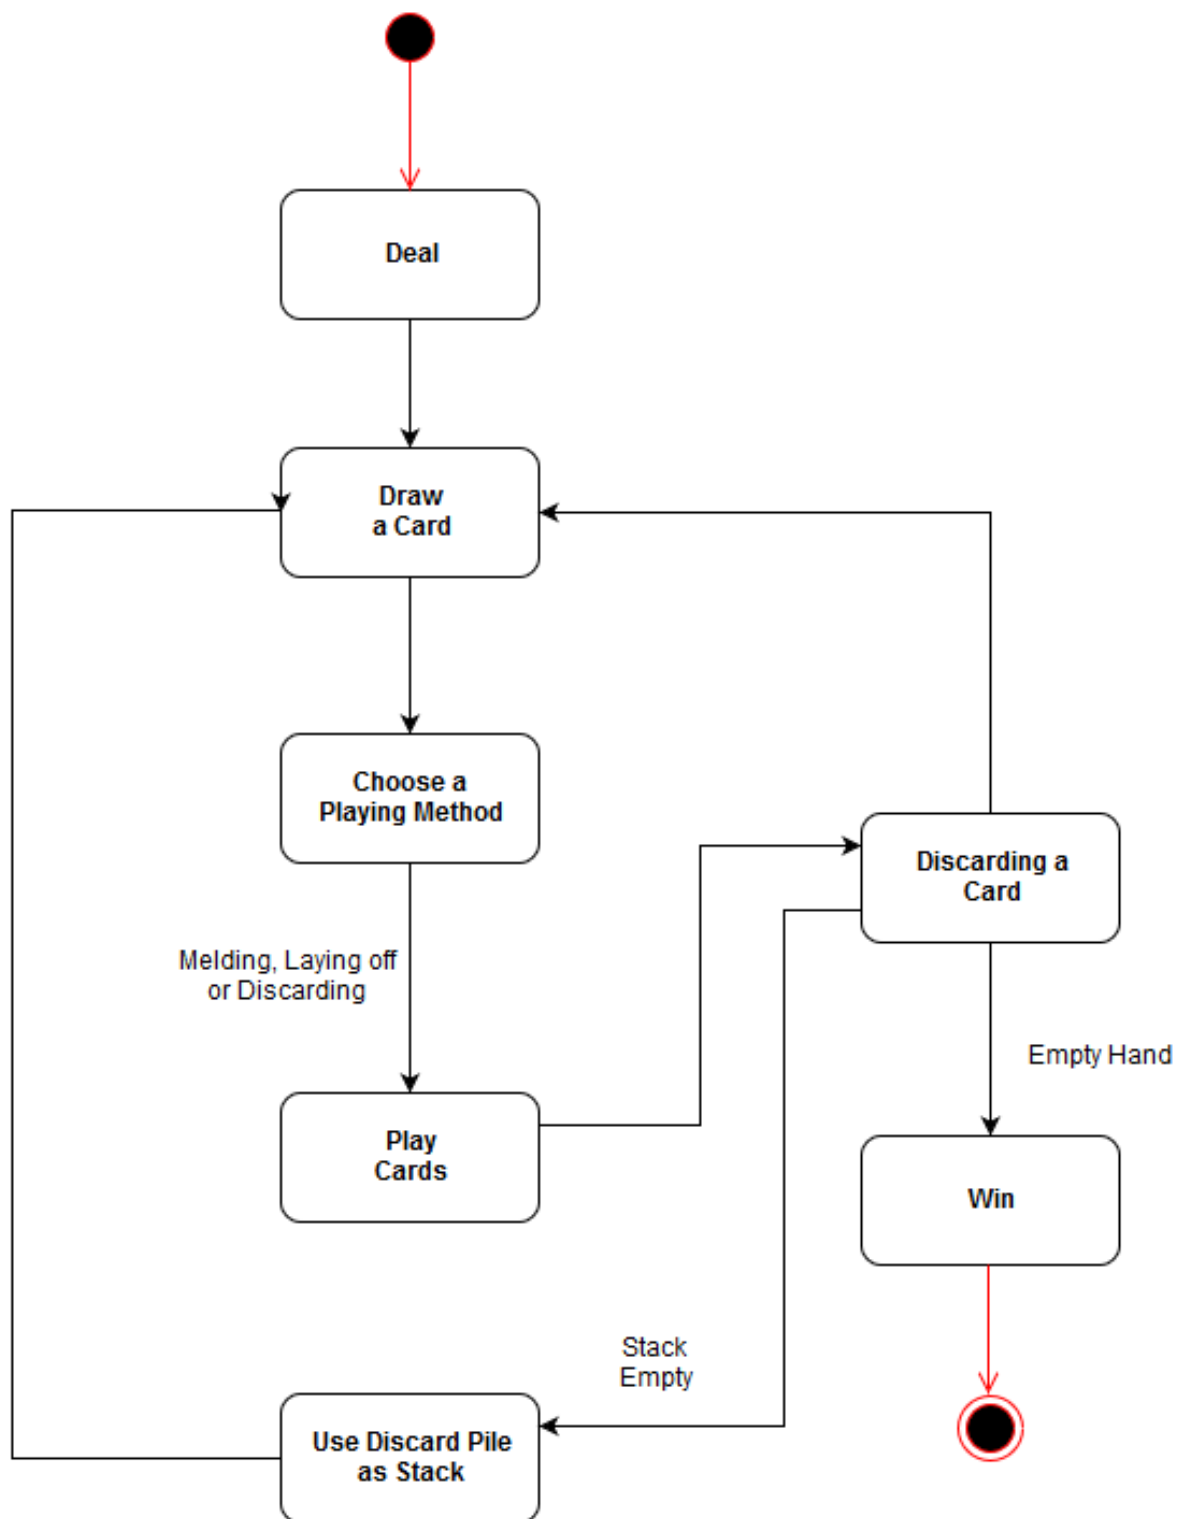 Deal
Draw
a Card
Choose a
Playing Method
Discarding a
Card
Melding, Laying off
or Discarding
Empty Hand
Play
Cards
Win
Stack
Empty
Use Discard Pile
as Stack